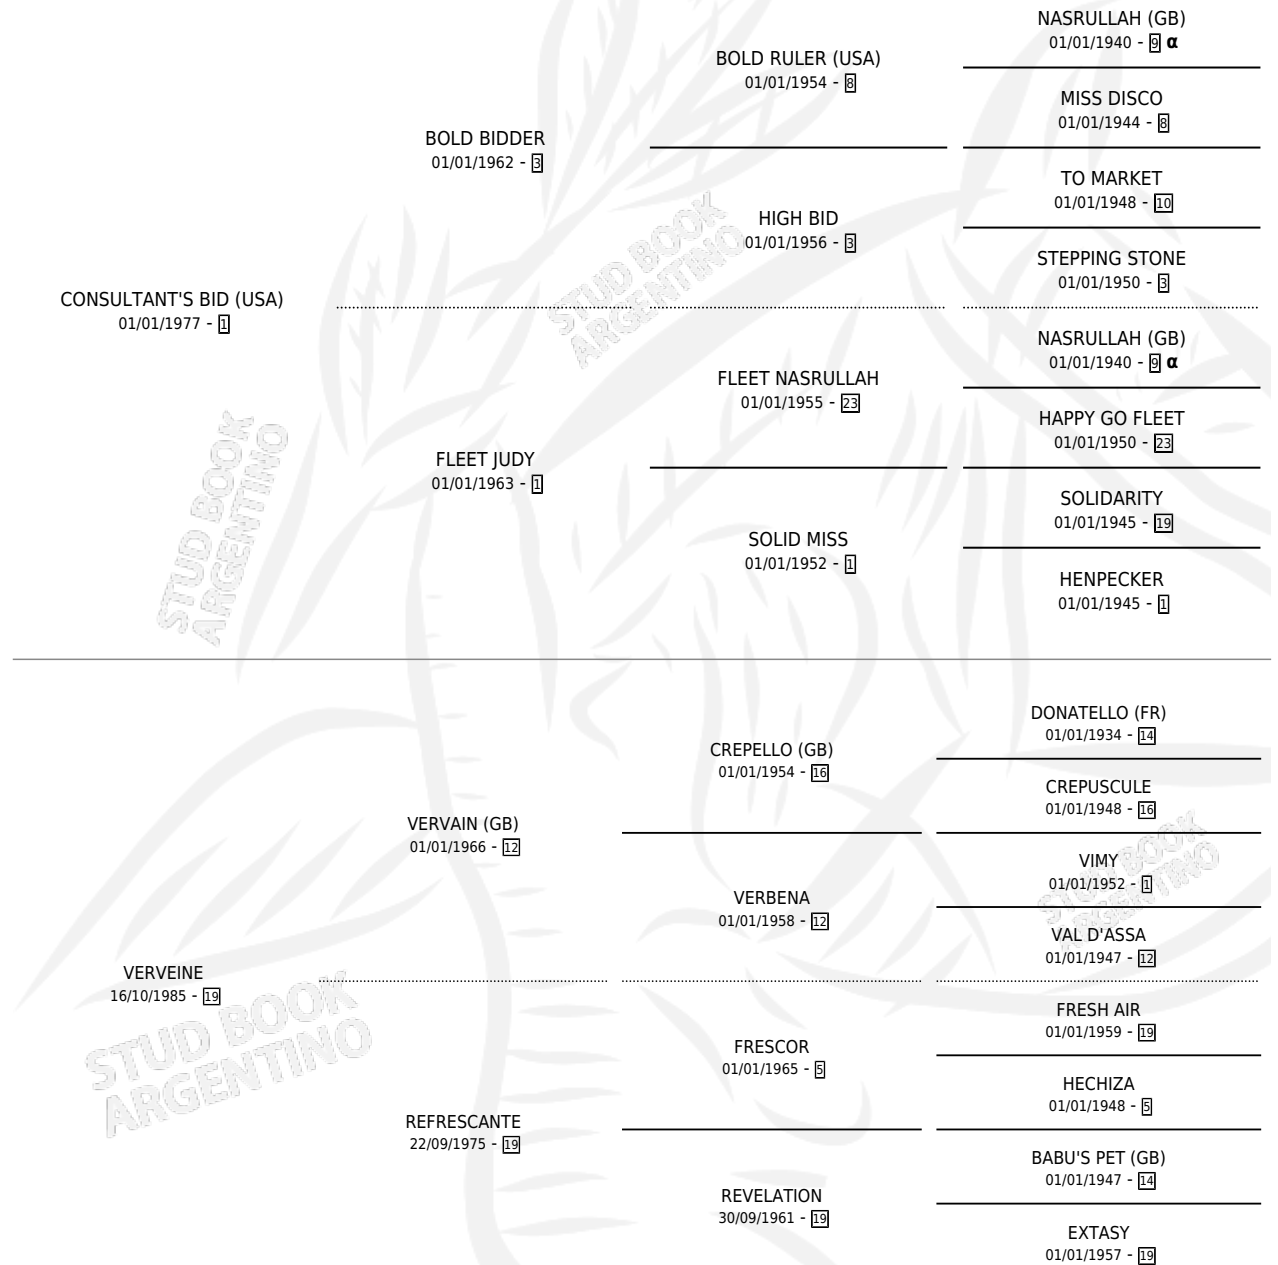 NASRULLAH (GB)
01/01/1940 - 9 α
BOLD RULER (USA)
01/01/1954 - 8
MISS DISCO
01/01/1944 - 8
BOLD BIDDER
01/01/1962 - 3
TO MARKET
01/01/1948 - 10
HIGH BID
01/01/1956 - 3
STEPPING STONE
01/01/1950 - 3
CONSULTANT'S BID (USA)
01/01/1977 - 1
NASRULLAH (GB)
01/01/1940 - 9 α
FLEET NASRULLAH
01/01/1955 - 23
HAPPY GO FLEET
01/01/1950 - 23
FLEET JUDY
01/01/1963 - 1
SOLIDARITY
01/01/1945 - 19
SOLID MISS
01/01/1952 - 1
HENPECKER
01/01/1945 - 1
DONATELLO (FR)
01/01/1934 - 14
CREPELLO (GB)
01/01/1954 - 16
CREPUSCULE
01/01/1948 - 16
VERVAIN (GB)
01/01/1966 - 12
VIMY
01/01/1952 - 1
VERBENA
01/01/1958 - 12
VAL D'ASSA
01/01/1947 - 12
VERVEINE
16/10/1985 - 19
FRESH AIR
01/01/1959 - 19
FRESCOR
01/01/1965 - 5
HECHIZA
01/01/1948 - 5
REFRESCANTE
22/09/1975 - 19
BABU'S PET (GB)
01/01/1947 - 14
REVELATION
30/09/1961 - 19
EXTASY
01/01/1957 - 19
STUD BOOK
ARGENTINO
STUD BOOK
ARGENTINO
STUD BOOK
ARGENTINO
STUD BOOK
ARGENTINO